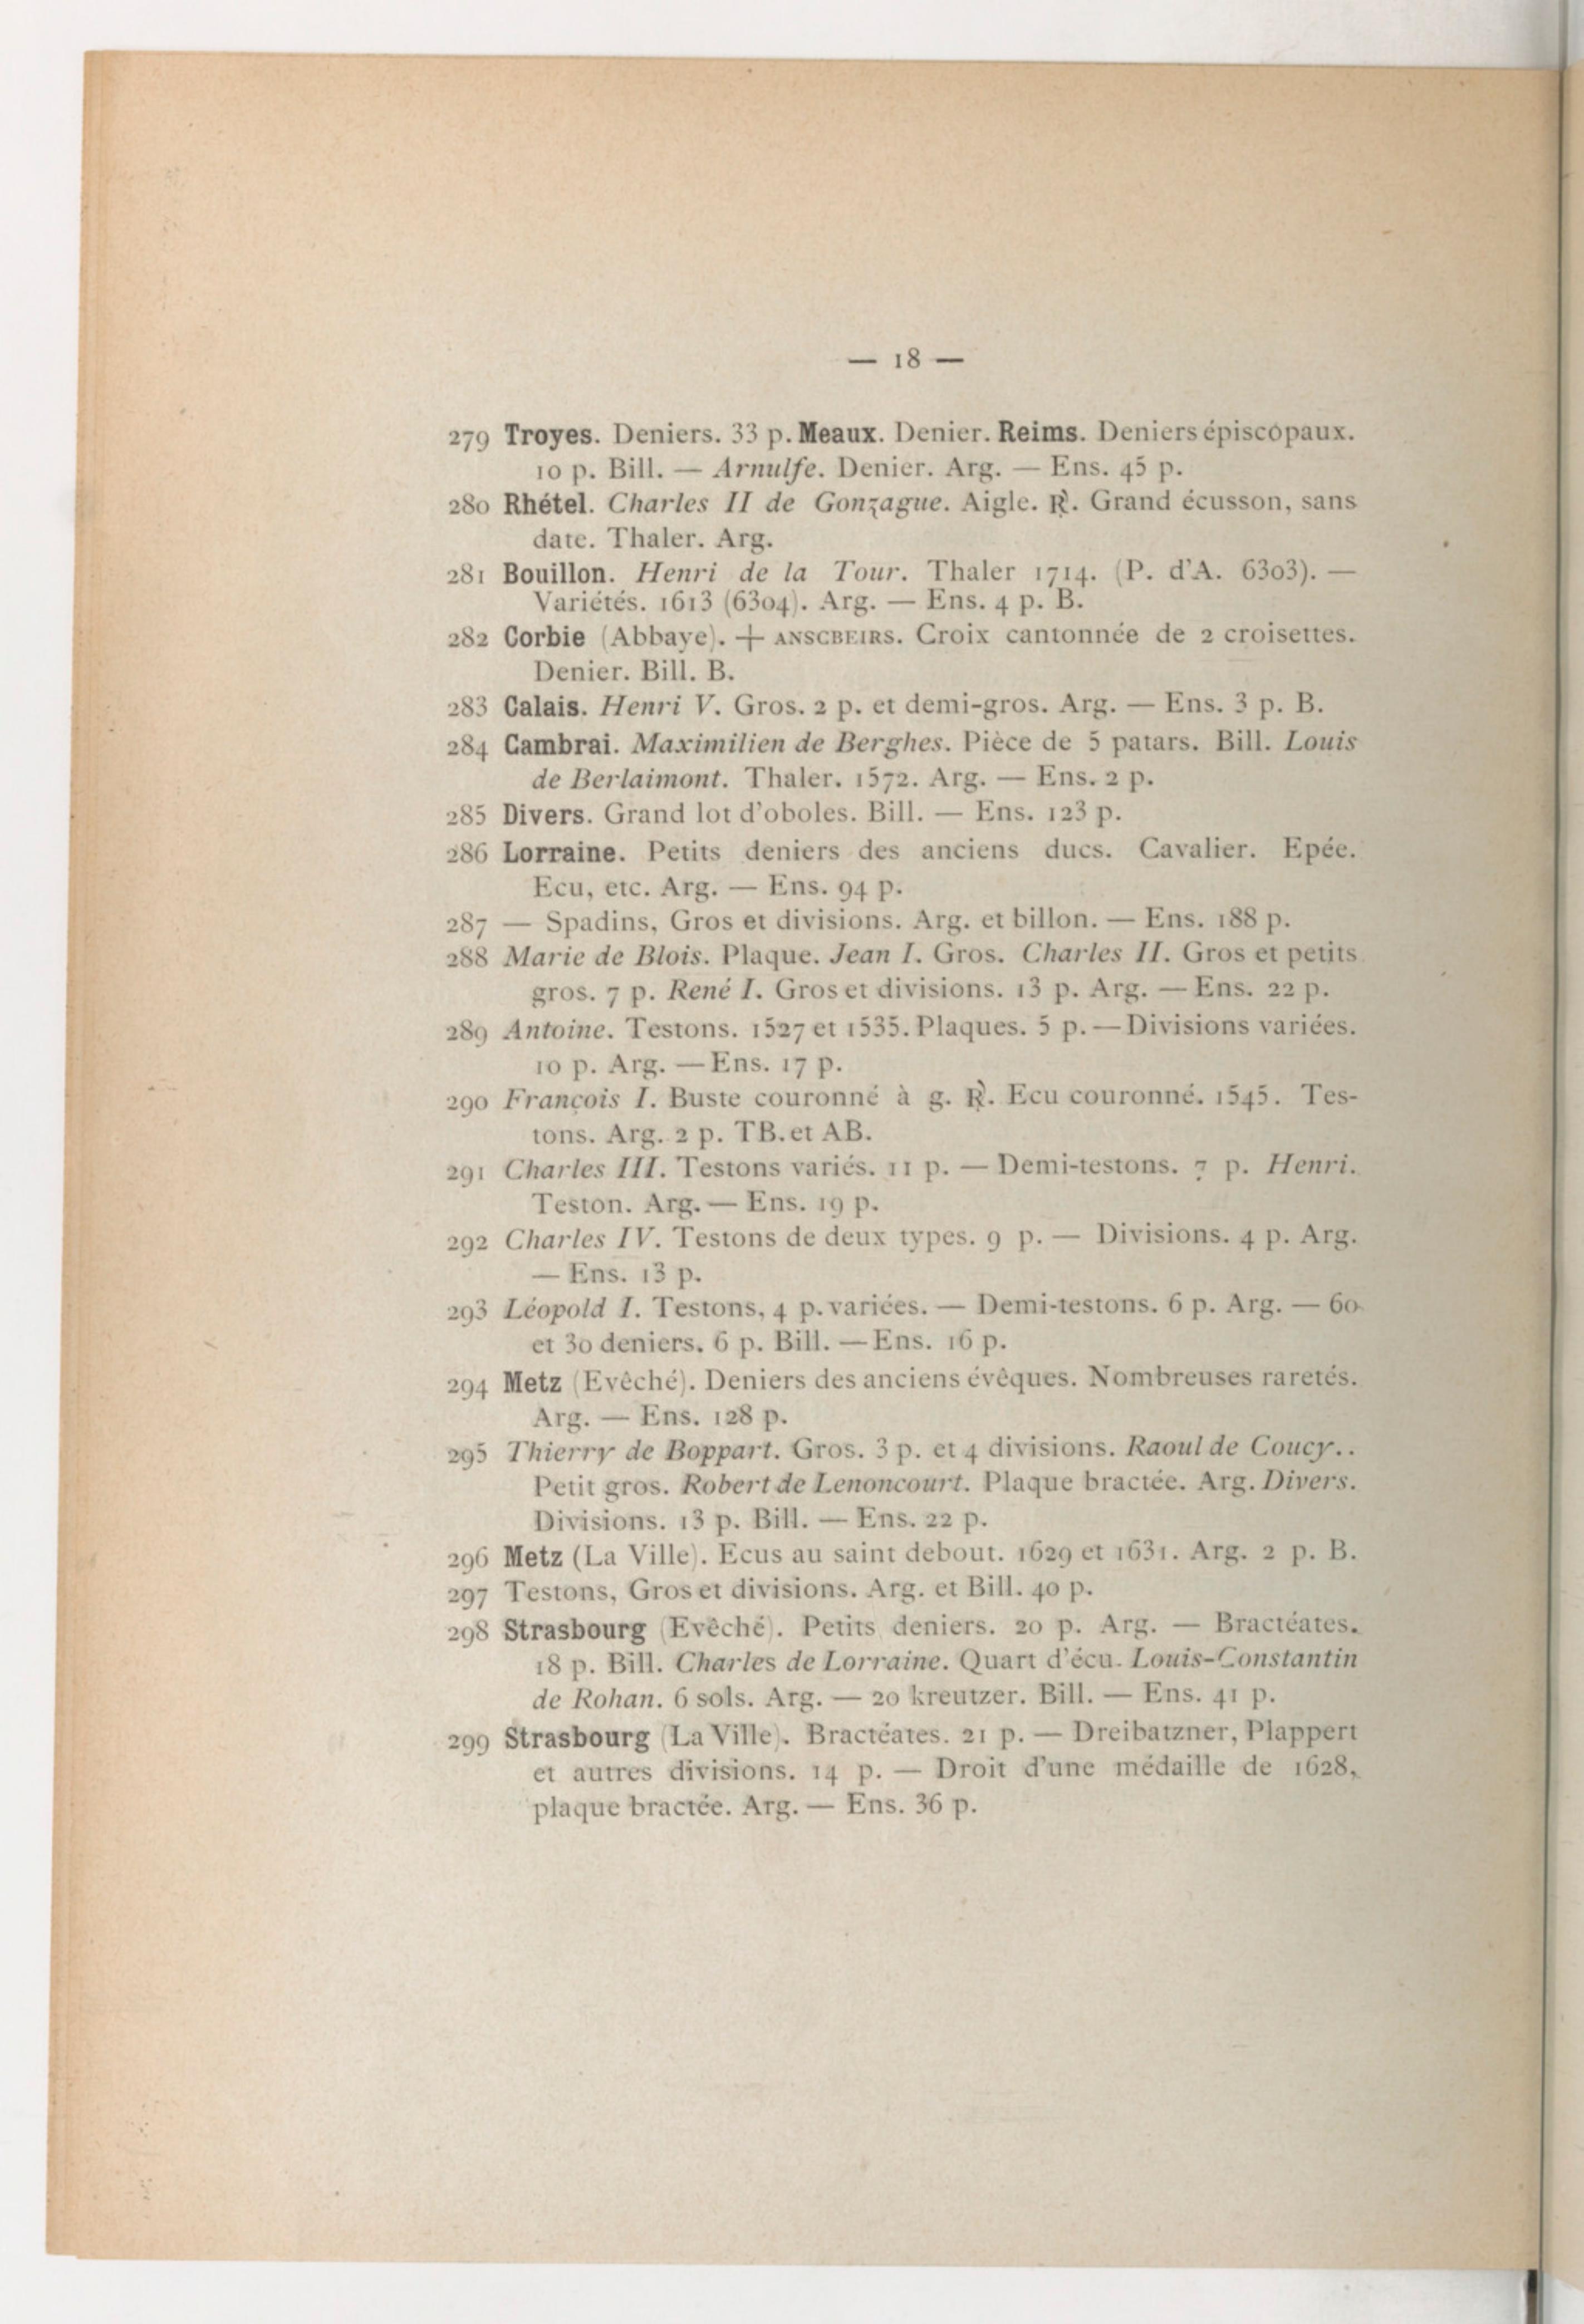 — 18 —
279 Troyes. Deniers. 33 p. Meaux. Denier. Reims. Deniers épiscopaux.
10 p. Bill. — Arnulfe. Denier. Arg. — Ens. 45 p.
280 Rhétel. Charles II de Gonzague. Aigle. ℟. Grand écusson, sans
date. Thaler. Arg.
281 Bouillon. Henri de la Tour. Thaler 1714. (P. d'A. 6303). —
Variétés. 1613 (6304). Arg. — Ens. 4 p. B.
282 Corbie (Abbaye). + ANSCBEIRS. Croix cantonnée de 2 croisettes.
Denier. Bill. B.
283 Calais. Henri V. Gros. 2 p. et demi-gros. Arg. — Ens. 3 p. B.
284 Cambrai. Maximilien de Berghes. Pièce de 5 patars. Bill. Louis
de Berlaimont. Thaler. 1572. Arg. — Ens. 2 p.
285 Divers. Grand lot d'oboles. Bill. — Ens. 123 p.
286 Lorraine. Petits deniers des anciens ducs. Cavalier. Epée.
Ecu, etc. Arg. — Ens. 94 p.
287 — Spadins, Gros et divisions. Arg. et billon. — Ens. 188 p.
288 Marie de Blois. Plaque. Jean I. Gros. Charles II. Gros et petits
gros. 7 p. René I. Gros et divisions. 13 p. Arg. — Ens. 22 p.
289 Antoine. Testons. 1527 et 1535. Plaques. 5 p. — Divisions variées.
10 p. Arg. — Ens. 17 p.
290 François I. Buste couronné à g. ℟. Ecu couronné. 1545. Tes-
tons. Arg. 2 p. TB. et AB.
291 Charles III. Testons variés. 11 p. — Demi-testons. 7 p. Henri.
Teston. Arg. — Ens. 19 p.
292 Charles IV. Testons de deux types. 9 p. — Divisions. 4 p. Arg.
— Ens. 13 p.
293 Léopold I. Testons, 4 p. variées. — Demi-testons. 6 p. Arg. — 60
et 30 deniers. 6 p. Bill. — Ens. 16 p.
294 Metz (Evêché). Deniers des anciens évêques. Nombreuses raretés.
Arg. — Ens. 128 p.
295 Thierry de Boppart. Gros. 3 p. et 4 divisions. Raoul de Coucy..
Petit gros. Robert de Lenoncourt. Plaque bractée. Arg. Divers.
Divisions. 13 p. Bill. — Ens. 22 p.
296 Metz (La Ville). Ecus au saint debout. 1629 et 1631. Arg. 2 p. B.
297 Testons, Gros et divisions. Arg. et Bill. 40 p.
298 Strasbourg (Evêché). Petits deniers. 20 p. Arg. — Bractéates.
18 p. Bill. Charles de Lorraine. Quart d'écu. Louis-Constantin
de Rohan. 6 sols. Arg. — 20 kreutzer. Bill. — Ens. 41 p.
299 Strasbourg (La Ville). Bractéates. 21 p. — Dreibatzner, Plappert
et autres divisions. 14 p. — Droit d'une médaille de 1628,
plaque bractée. Arg. — Ens. 36 p.